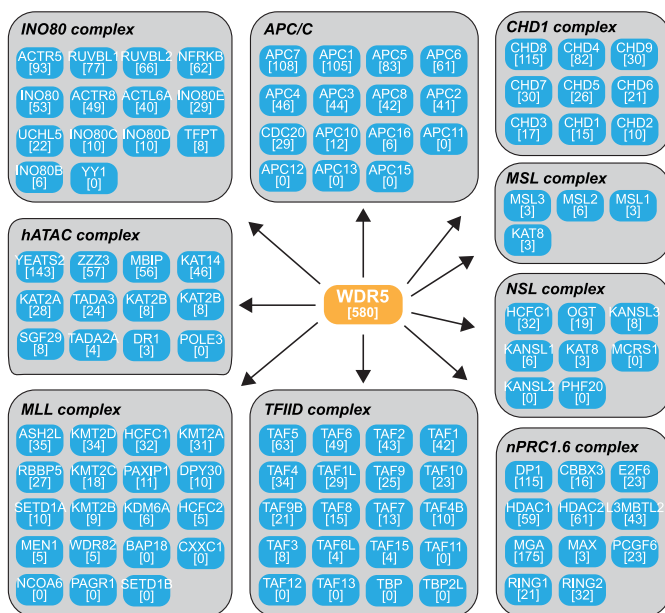 INO80 complex
ACTR5 RUVBL1 RUVBL2 NFRKB
[93] [77] [66] [62]
INO80 ACTR8 ACTL6A INO80E
[53] [49] [40] [29]
UCHL5 INO80C INO80D TFPT
[22] [10] [10] [8]
INO80B YY1
[6] [0]
APC/C
APC7 APC1 APC5 APC6
[108] [105] [83] [61]
APC4 APC3 APC8 APC2
[46] [44] [42] [41]
CDC20 APC10 APC16 APC11
[29] [12] [6] [0]
APC12 APC13 APC15
[0] [0] [0]
CHD1 complex
CHD8 CHD4 CHD9
[115] [82] [30]
CHD7 CHD5 CHD6
[30] [26] [21]
CHD3 CHD1 CHD2
[17] [15] [10]
MSL complex
MSL3 MSL2 MSL1
[3] [6] [3]
KAT8
[3]
hATAC complex
YEATS2 ZZZ3 MBIP KAT14
[143] [57] [56] [46]
KAT2A TADA3 KAT2B KAT2B
[28] [24] [8] [8]
SGF29 TADA2A DR1 POLE3
[8] [4] [3] [0]
WDR5
[580]
NSL complex
HCFC1 OGT KANSL3
[32] [19] [8]
KANSL1 KAT8 MCRS1
[6] [3] [0]
KANSL2 PHF20
[0] [0]
MLL complex
ASH2L KMT2D HCFC1 KMT2A
[35] [34] [32] [31]
RBBP5 KMT2C PAXIP1 DPY30
[27] [18] [11] [10]
SETD1A KMT2B KDM6A HCFC2
[10] [9] [6] [5]
MEN1 WDR82 BAP18 CXXC1
[5] [5] [0] [0]
NCOA6 PAGR1 SETD1B
[0] [0] [0]
TFIID complex
TAF5 TAF6 TAF2 TAF1
[63] [49] [43] [42]
TAF4 TAF1L TAF9 TAF10
[34] [29] [25] [23]
TAF9B TAF8 TAF7 TAF4B
[21] [15] [13] [10]
TAF3 TAF6L TAF15 TAF11
[8] [4] [4] [0]
TAF12 TAF13 TBP TBP2L
[0] [0] [0] [0]
nPRC1.6 complex
DP1 CBBX3 E2F6
[115] [16] [23]
HDAC1 HDAC2 L3MBTL2
[59] [61] [43]
MGA MAX PCGF6
[175] [3] [23]
RING1 RING2
[21] [32]